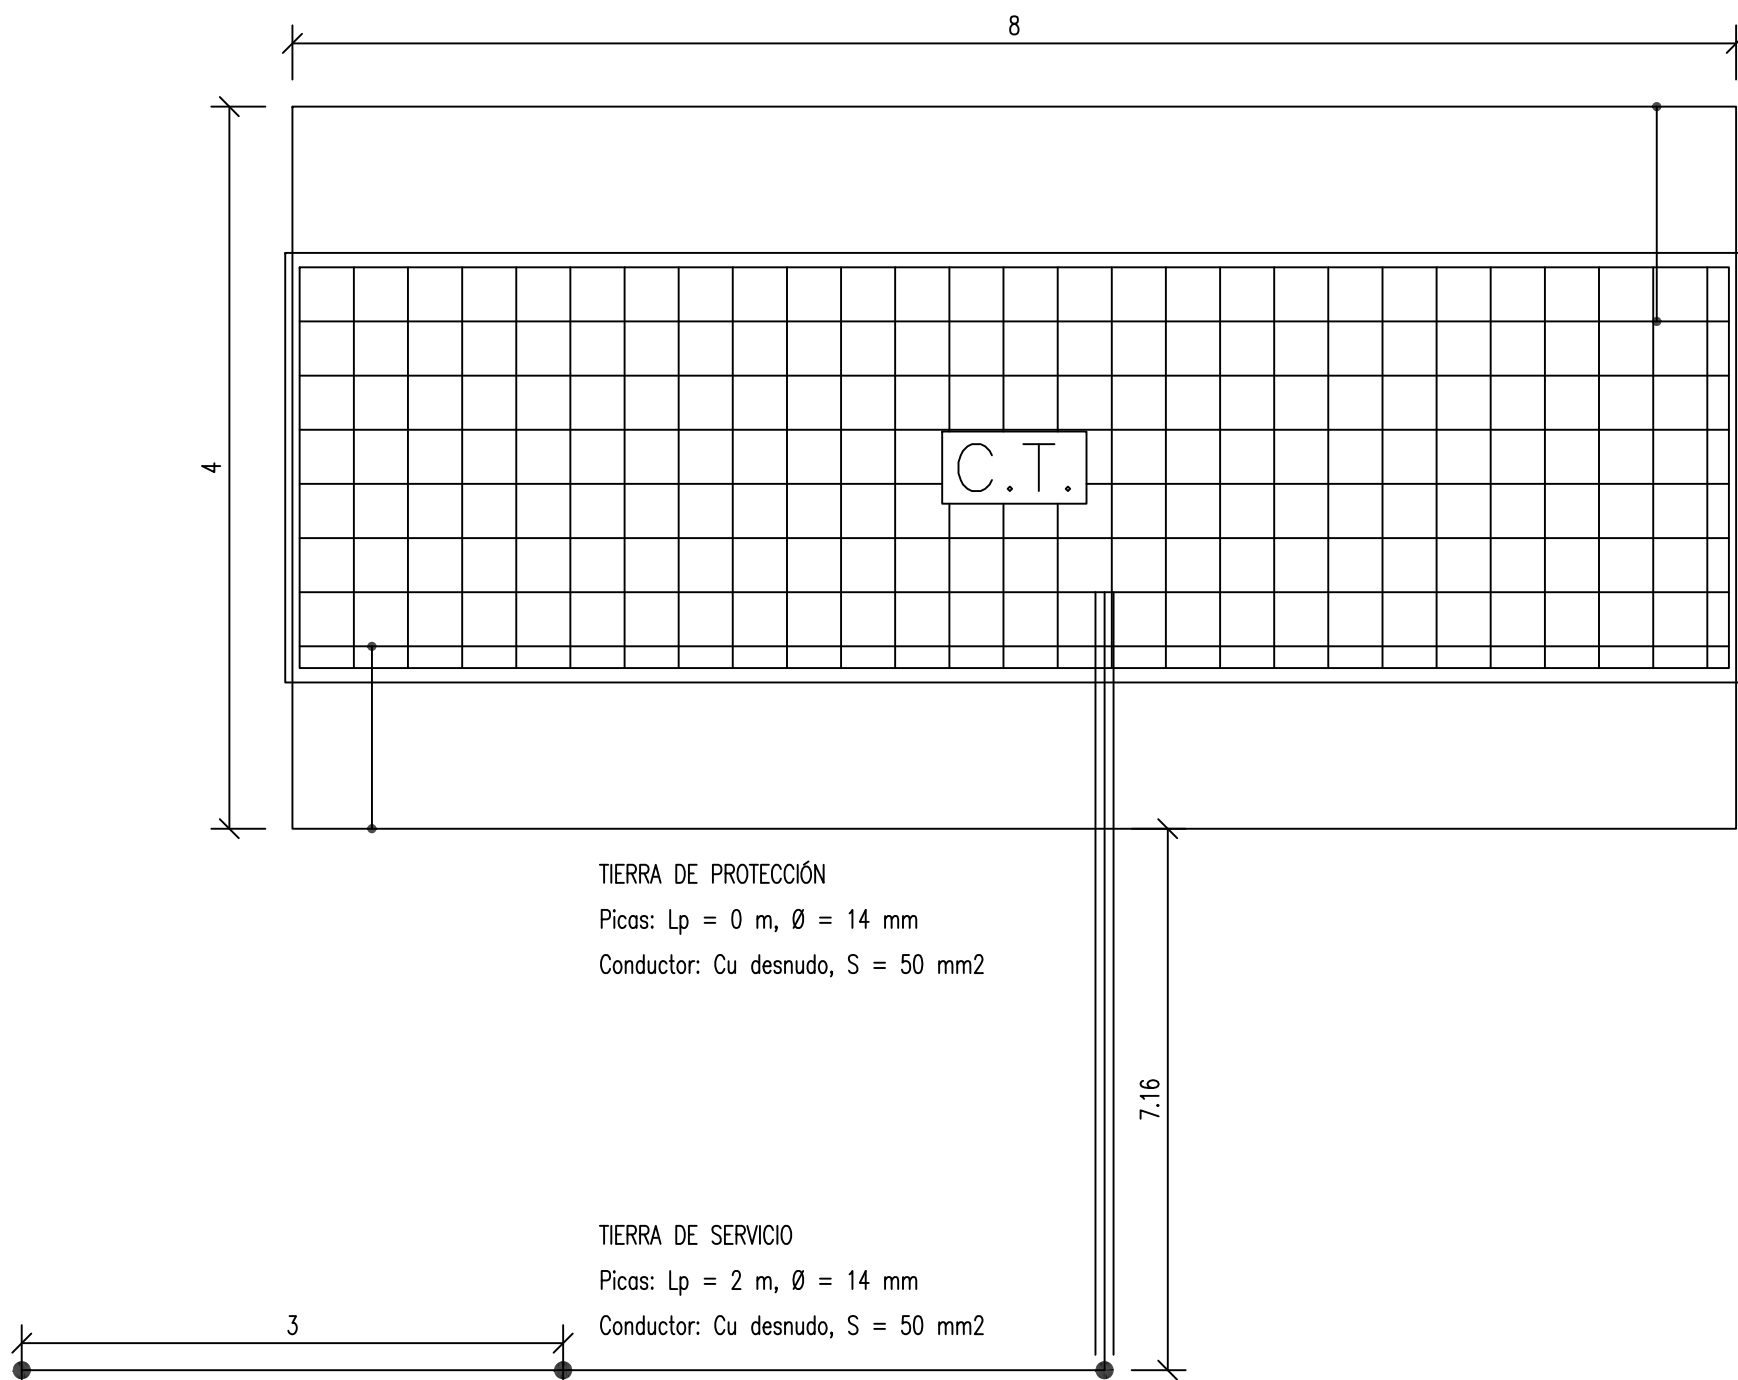 8
4
C.T.
TIERRA DE PROTECCIÓN
Picas: Lp = 0 m, Ø = 14 mm
Conductor: Cu desnudo, S = 50 mm2
7.16
TIERRA DE SERVICIO
Picas: Lp = 2 m, Ø = 14 mm
Conductor: Cu desnudo, S = 50 mm2
3